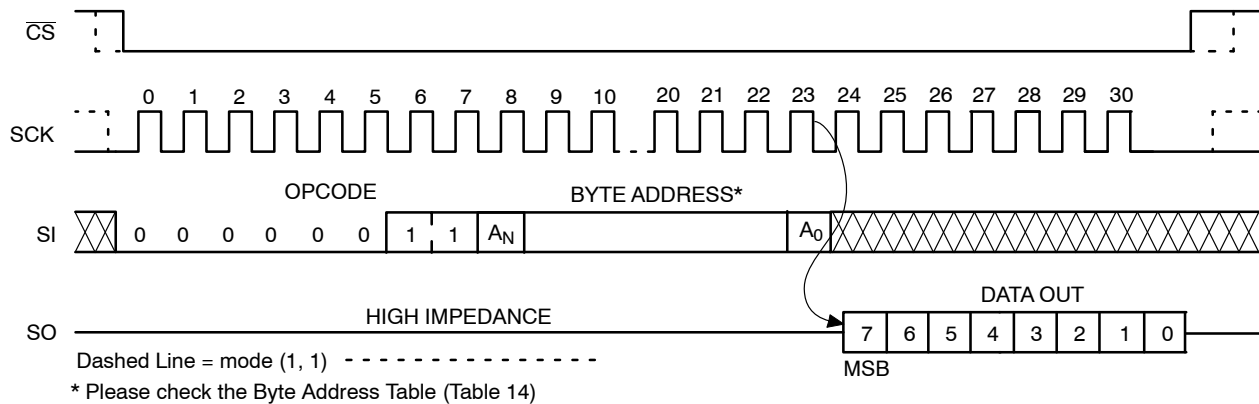 CS
0 1 2 3 4 5 6 7 8 9 10 20 21 22 23 24 25 26 27 28 29 30
SCK
OPCODE BYTE ADDRESS*
SI 0 0 0 0 0 0 1 1 AN A0
DATA OUT
HIGH IMPEDANCE
SO 7 6 5 4 3 2 1 0
Dashed Line = mode (1, 1)
MSB
* Please check the Byte Address Table (Table 14)